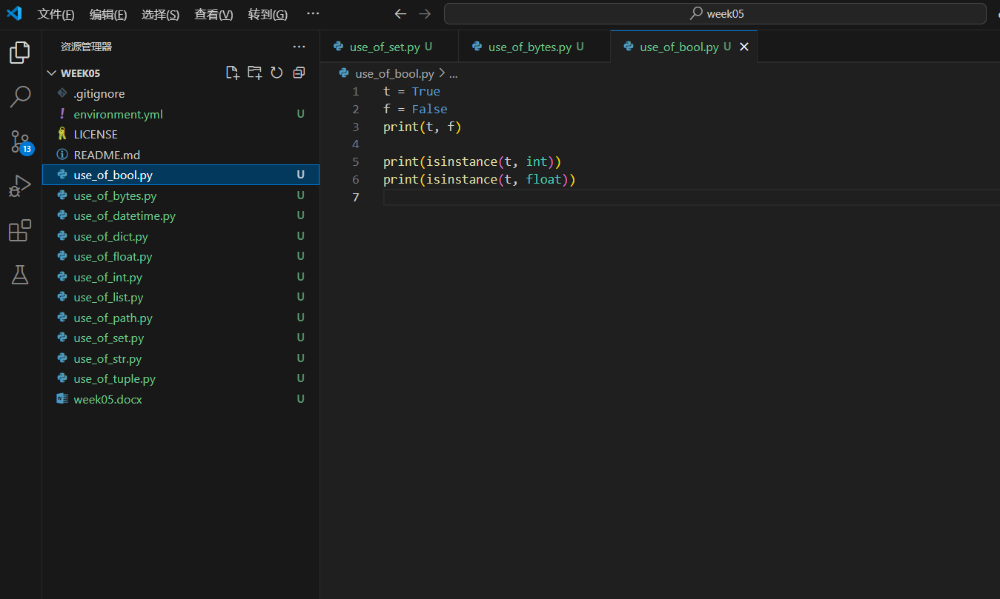 文件(F) 编辑(E) 选择(S) 查看(V) 转到(G) ··· week05
资源管理器 ···
WEEK05
.gitignore
! environment.yml U
LICENSE
README.md
use_of_bool.py U
use_of_bytes.py U
use_of_datetime.py U
use_of_dict.py U
use_of_float.py U
use_of_int.py U
use_of_list.py U
use_of_path.py U
use_of_set.py U
use_of_str.py U
use_of_tuple.py U
week05.docx U
13
use_of_set.py U use_of_bytes.py U use_of_bool.py U
use_of_bool.py > ...
1 t = True
2 f = False
3 print(t, f)
4
5 print(isinstance(t, int))
6 print(isinstance(t, float))
7